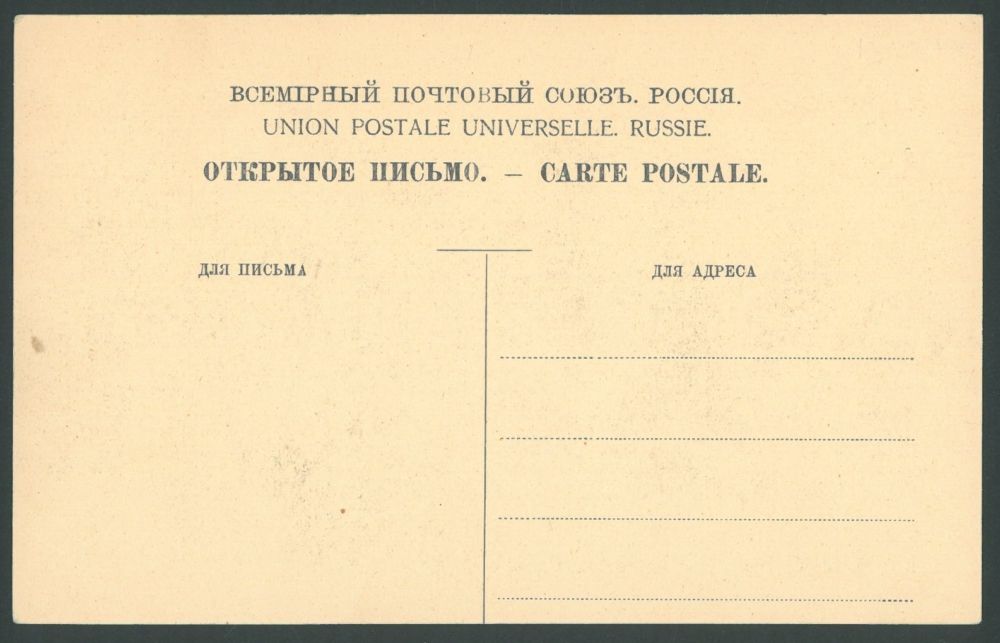 ВСЕМІРНЫЙ ПОЧТОВЫЙ СОЮЗЪ. РОССІЯ.
UNION POSTALE UNIVERSELLE. RUSSIE.
ОТКРЫТОЕ ПИСЬМО. — CARTE POSTALE.
ДЛЯ ПИСЬМА
ДЛЯ АДРЕСА